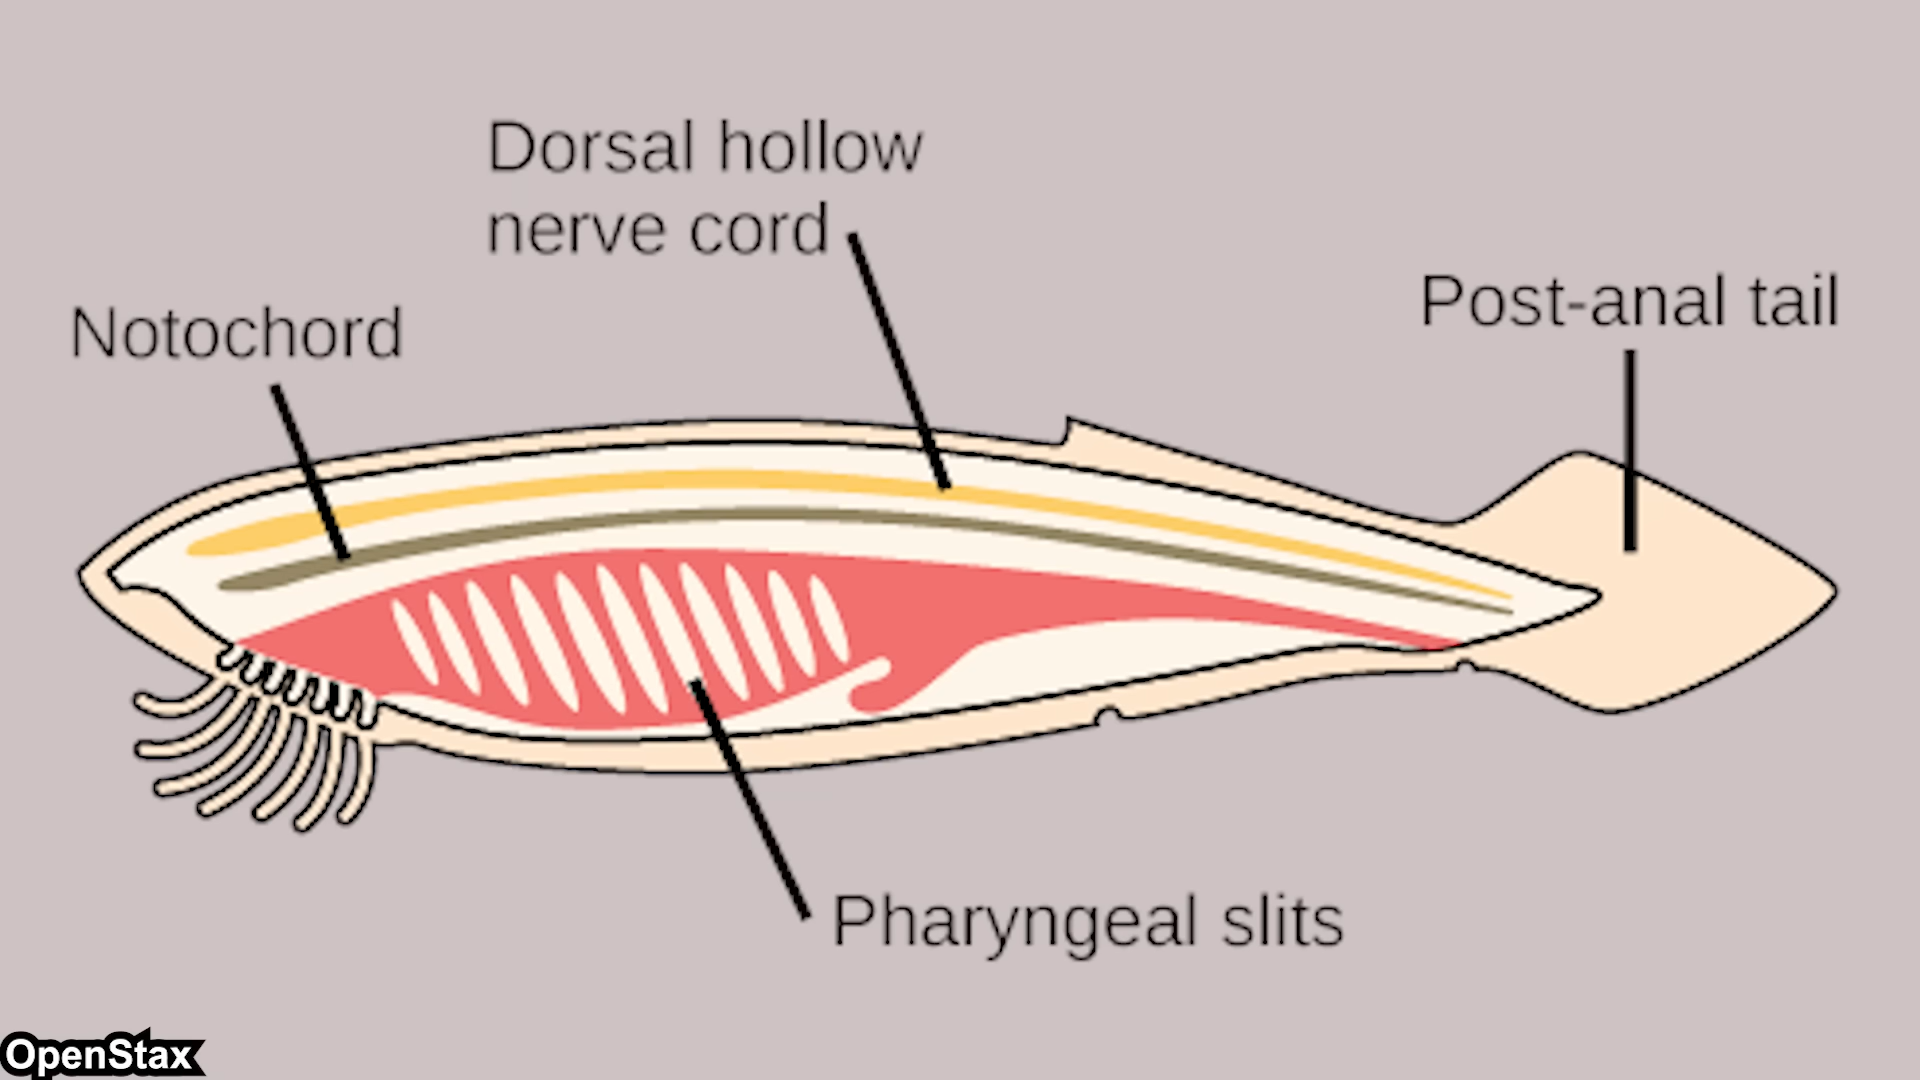 Dorsal hollow
nerve cord
Notochord
Post-anal tail
Pharyngeal slits
OpenStax